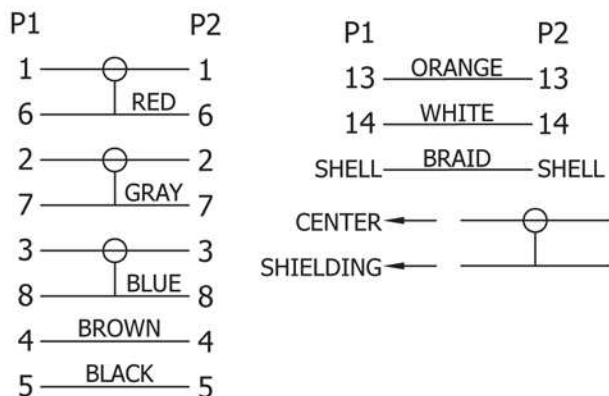 P1 P2
1 1
RED
6 6
2 2
GRAY
7 7
3 3
BLUE
8 8
4 BROWN 4
5 BLACK 5
P1 P2
13 ORANGE 13
14 WHITE 14
SHELL BRAID SHELL
CENTER
SHIELDING